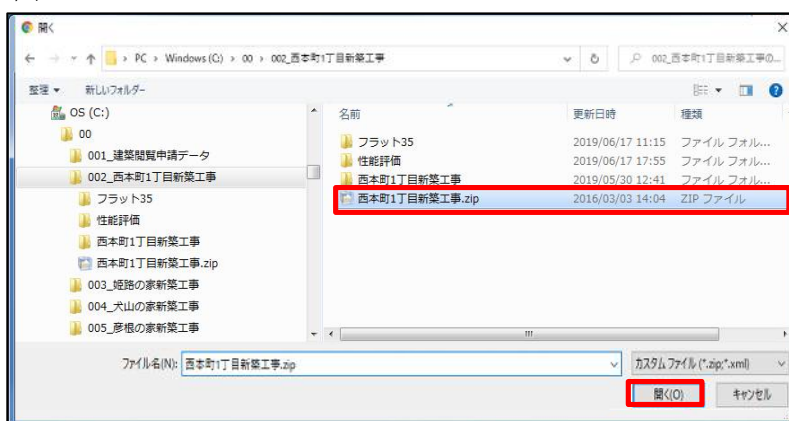 開く
PC › Windows (C:) › 00 › 002_西本町1丁目新築工事
002_西本町1丁目新築工事の...
整理 新しいフォルダー
OS (C:)
00
001_建築閲覧申請データ
002_西本町1丁目新築工事
フラット35
性能評価
西本町1丁目新築工事
西本町1丁目新築工事.zip
003_姫路の家新築工事
004_犬山の家新築工事
005_彦根の家新築工事
名前 更新日時 種類
フラット35 2019/06/17 11:15 ファイル フォル...
性能評価 2019/06/17 17:55 ファイル フォル...
西本町1丁目新築工事 2019/05/30 12:41 ファイル フォル...
西本町1丁目新築工事.zip 2016/03/03 14:04 ZIP ファイル
ファイル名(N): 西本町1丁目新築工事.zip カスタム ファイル (*.zip;*.xml)
開く(O) キャンセル